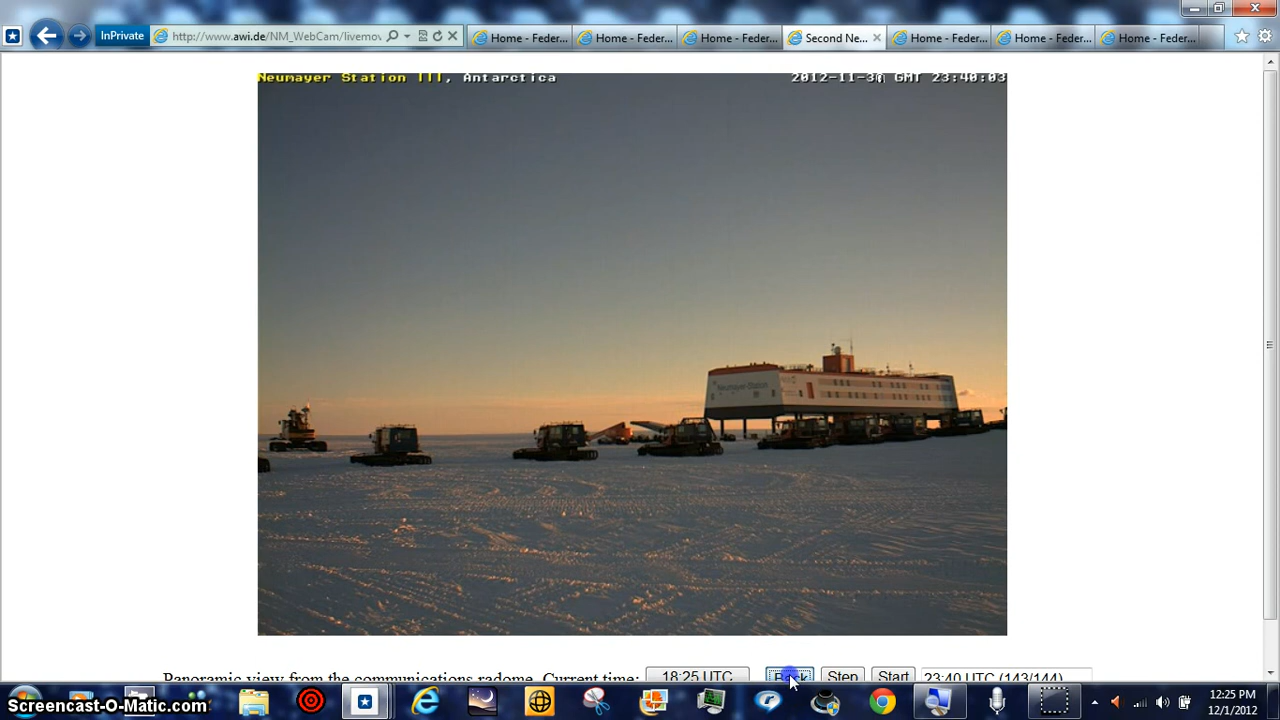 InPrivate
http://www.awi.de/NM_WebCam/livemov
Home - Feder...
Home - Feder...
Home - Feder...
Second Ne...
Home - Feder...
Home - Feder...
Home - Feder...
Neumayer Station III, Antarctica
2012-11-30 GMT 23:40:03
Neumayer-Station
Panoramic view from the communications radome. Current time:
18:25 UTC
Back
Step
Start
23:40 UTC (143/144)
Screencast-O-Matic.com
12:25 PM
12/1/2012